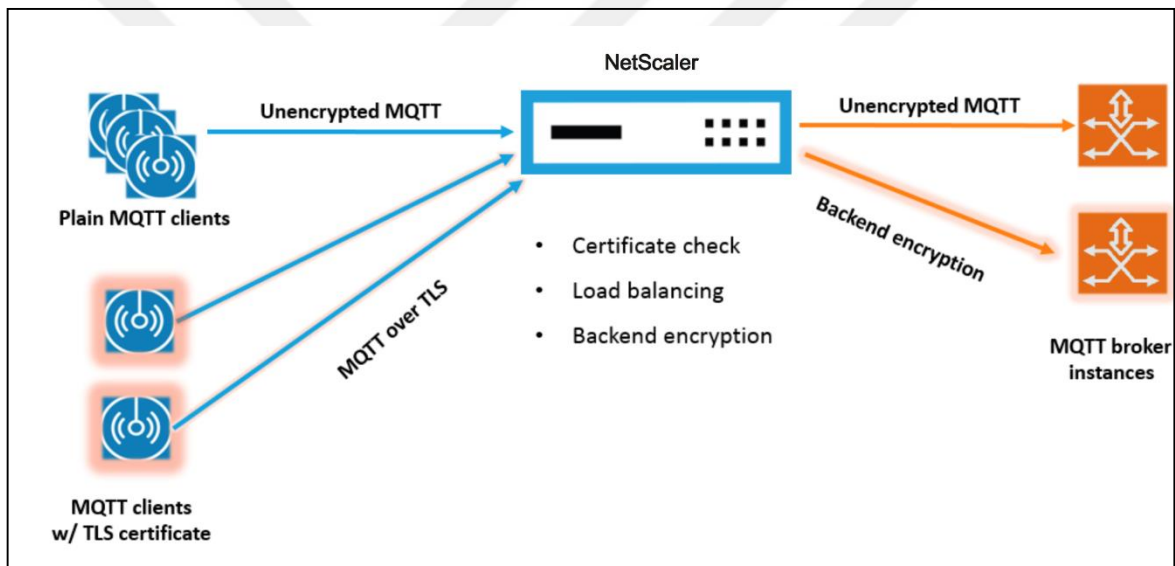 NetScaler
Unencrypted MQTT
Unencrypted MQTT
Plain MQTT clients
MQTT over TLS
Backend encryption
• Certificate check
• Load balancing
• Backend encryption
MQTT broker
instances
MQTT clients
w/ TLS certificate